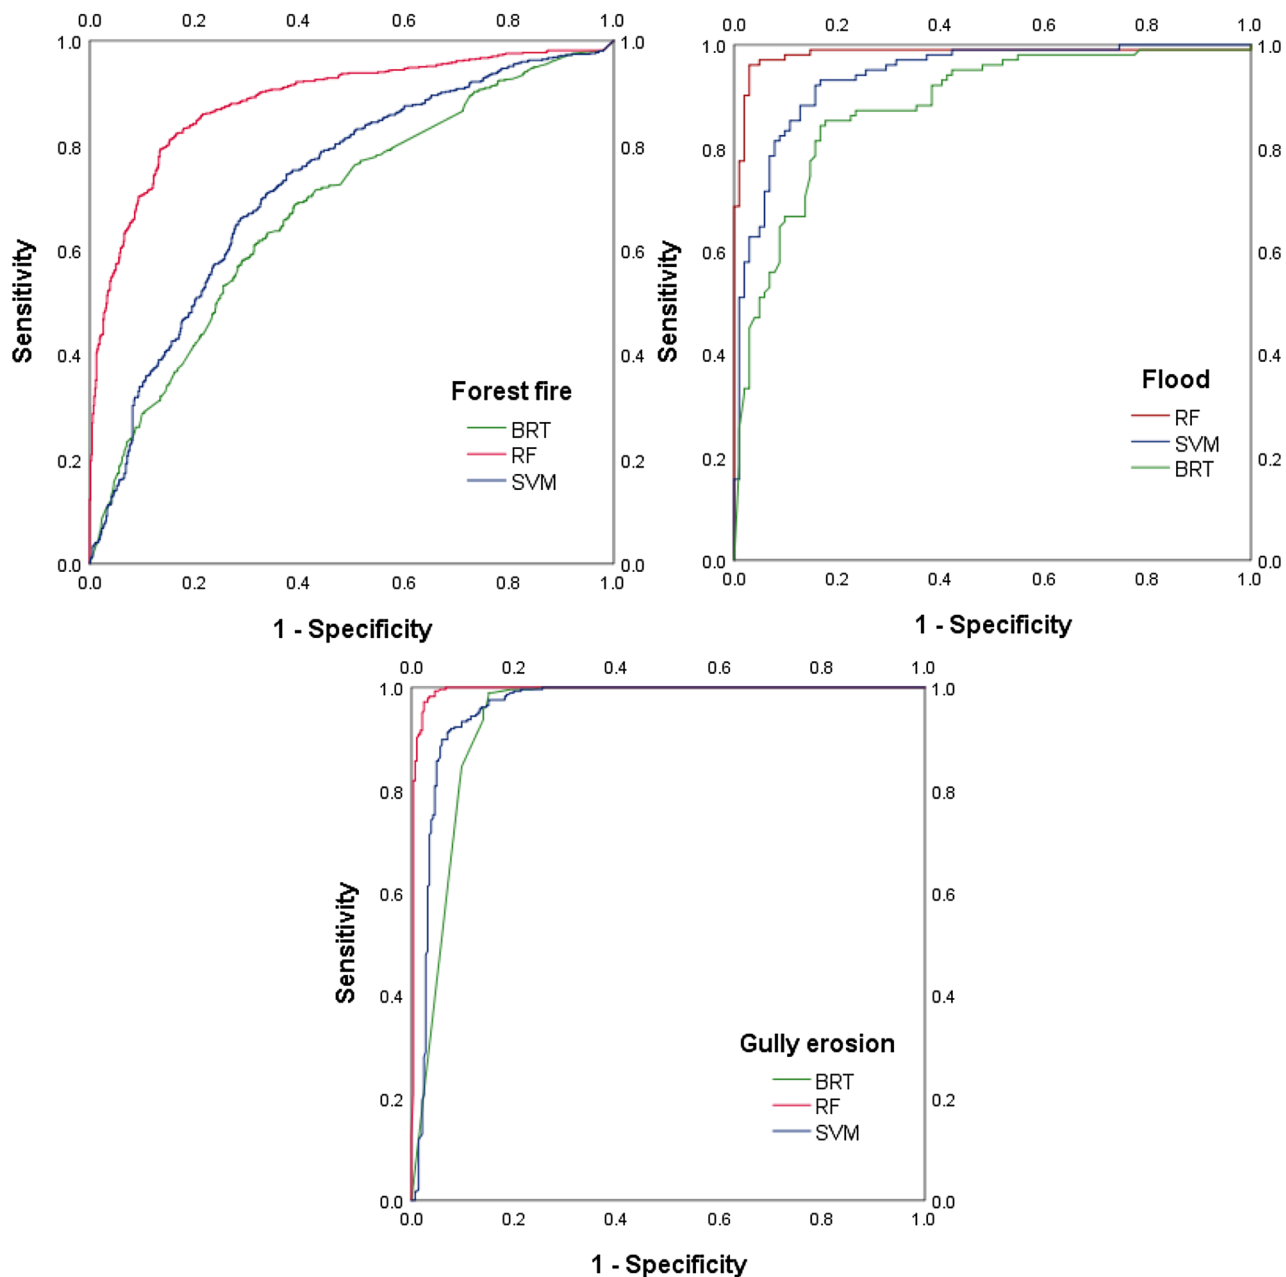 0.0 0.2 0.4 0.6 0.8 1.0
1.0 1.0
0.8 0.8
0.6 0.6
0.4 0.4
0.2 0.2
0.0 0.0
0.0 0.2 0.4 0.6 0.8 1.0
Sensitivity
1 - Specificity
Forest fire
BRT
RF
SVM
0.0 0.2 0.4 0.6 0.8 1.0
1.0 1.0
0.8 0.8
0.6 0.6
0.4 0.4
0.2 0.2
0.0 0.0
0.0 0.2 0.4 0.6 0.8 1.0
Sensitivity
1 - Specificity
Flood
RF
SVM
BRT
0.0 0.2 0.4 0.6 0.8 1.0
1.0 1.0
0.8 0.8
0.6 0.6
0.4 0.4
0.2 0.2
0.0 0.0
0.0 0.2 0.4 0.6 0.8 1.0
Sensitivity
1 - Specificity
Gully erosion
BRT
RF
SVM